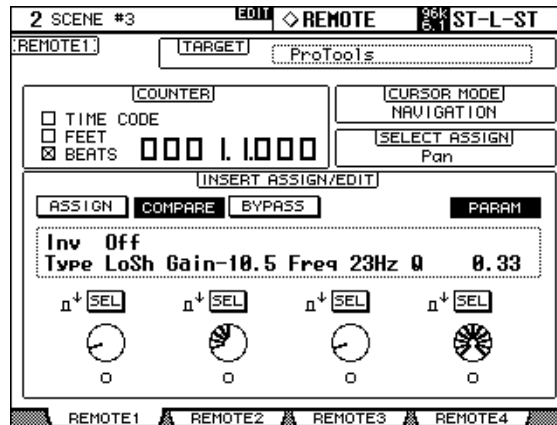 2 SCENE #3 EDIT ◇REMOTE 96k 6.1 ST-L-ST
REMOTE1: TARGET ProTools
COUNTER
☐ TIME CODE
☐ FEET
☒ BEATS 000 1. 1.000
CURSOR MODE
NAVIGATION
SELECT ASSIGN
Pan
INSERT ASSIGN/EDIT
ASSIGN COMPARE BYPASS PARAM
Inv Off
Type LoSh Gain-10.5 Freq 23Hz Q 0.33
SEL SEL SEL SEL
REMOTE1 REMOTE2 REMOTE3 REMOTE4